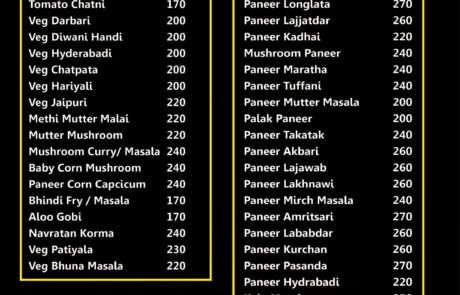 Tomato Chatni 170
Veg Darbari 200
Veg Diwani Handi 200
Veg Hyderabadi 200
Veg Chatpata 200
Veg Hariyali 200
Veg Jaipuri 220
Methi Mutter Malai 220
Mutter Mushroom 220
Mushroom Curry/ Masala 240
Baby Corn Mushroom 240
Paneer Corn Capcicum 240
Bhindi Fry / Masala 170
Aloo Gobi 170
Navratan Korma 240
Veg Patiyala 230
Veg Bhuna Masala 220
Paneer Longlata 270
Paneer Lajjatdar 260
Paneer Kadhai 220
Mushroom Paneer 240
Paneer Maratha 240
Paneer Tuffani 240
Paneer Mutter Masala 200
Palak Paneer 200
Paneer Takatak 240
Paneer Akbari 260
Paneer Lajawab 260
Paneer Lakhnawi 260
Paneer Mirch Masala 240
Paneer Amritsari 270
Paneer Lababdar 260
Paneer Kurchan 260
Paneer Pasanda 270
Paneer Hydrabadi 220